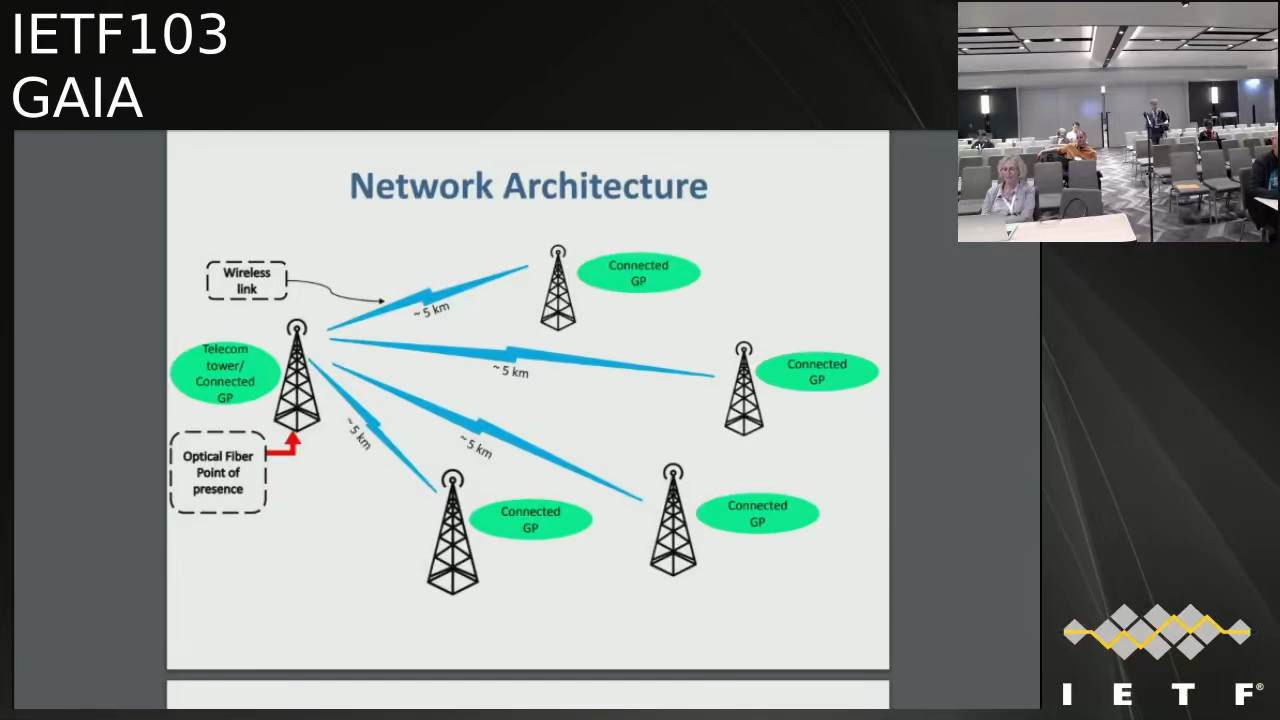 IETF103
GAIA
Network Architecture
Wireless
link
Connected
GP
~ 5 km
Telecom
tower/
Connected
GP
~ 5 km
Connected
GP
~ 5 km
~ 5 km
Optical Fiber
Point of
presence
Connected
GP
Connected
GP
I E T F®